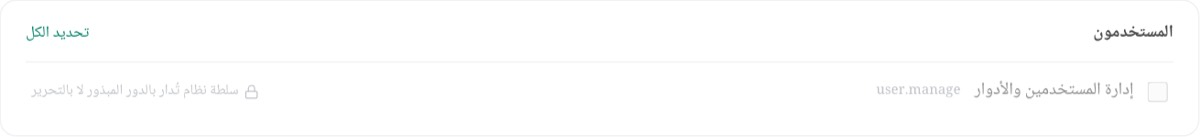 المستخدمون تحديد الكل
إدارة المستخدمين والأدوار user.manage سلطة نظام تُدار بالدور المبذور لا بالتحرير